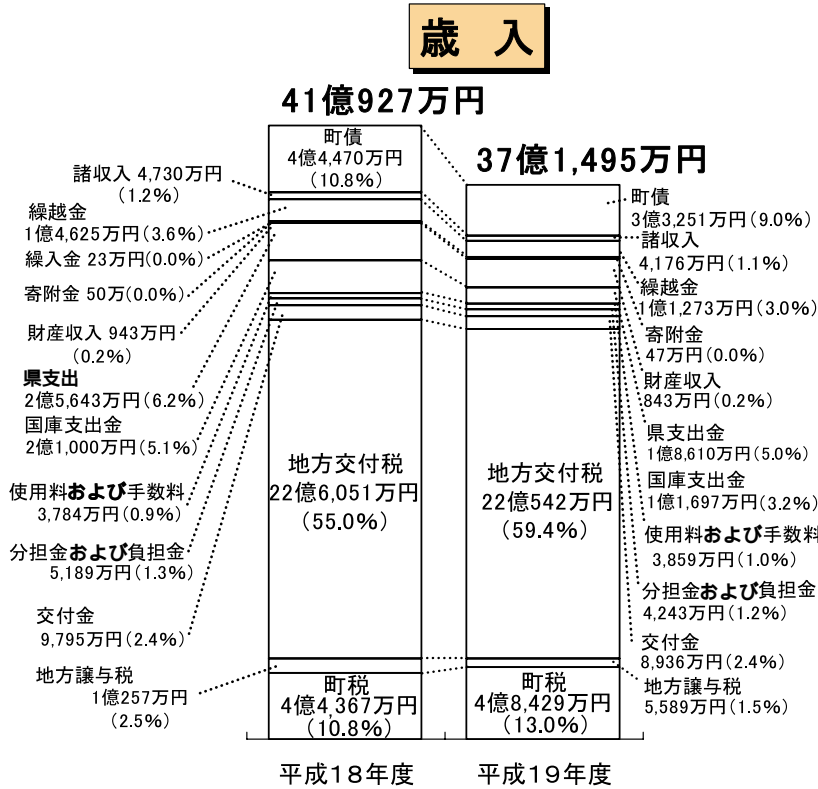 歳 入
41億927万円
町債
4億4,470万円
(10.8%)
諸収入 4,730万円
(1.2%)
繰越金
1億4,625万円(3.6%)
繰入金 23万円(0.0%)
寄附金 50万(0.0%)
財産収入 943万円
(0.2%)
県支出
2億5,643万円(6.2%)
国庫支出金
2億1,000万円(5.1%)
使用料および手数料
3,784万円(0.9%)
分担金および負担金
5,189万円(1.3%)
交付金
9,795万円(2.4%)
地方譲与税
1億257万円
(2.5%)
地方交付税
22億6,051万円
(55.0%)
町税
4億4,367万円
(10.8%)
平成18年度
37億1,495万円
町債
3億3,251万円(9.0%)
諸収入
4,176万円(1.1%)
繰越金
1億1,273万円(3.0%)
寄附金
47万円(0.0%)
財産収入
843万円(0.2%)
県支出金
1億8,610万円(5.0%)
国庫支出金
1億1,697万円(3.2%)
使用料および手数料
3,859万円(1.0%)
分担金および負担金
4,243万円(1.2%)
交付金
8,936万円(2.4%)
地方譲与税
5,589万円(1.5%)
地方交付税
22億542万円
(59.4%)
町税
4億8,429万円
(13.0%)
平成19年度